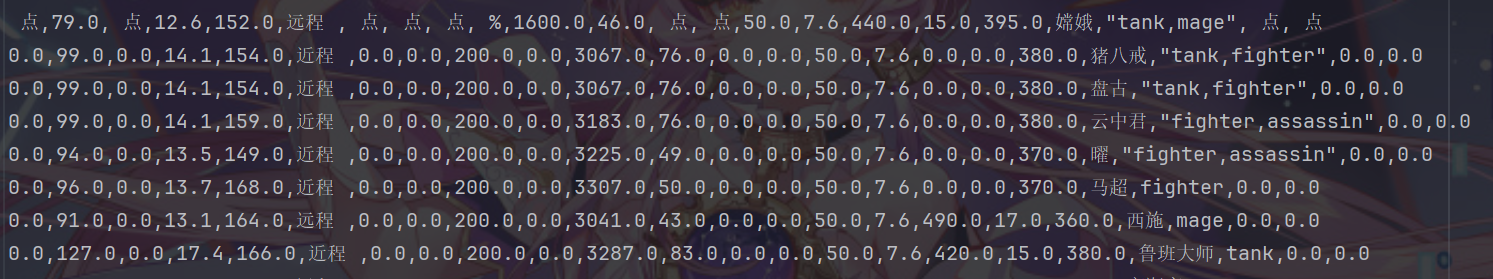 点,79.0, 点,12.6,152.0,远程 , 点, 点, 点, %,1600.0,46.0, 点, 点,50.0,7.6,440.0,15.0,395.0,嫦娥,"tank,mage", 点, 点
0.0,99.0,0.0,14.1,154.0,近程 ,0.0,0.0,200.0,0.0,3067.0,76.0,0.0,0.0,50.0,7.6,0.0,0.0,380.0,猪八戒,"tank,fighter",0.0,0.0
0.0,99.0,0.0,14.1,154.0,近程 ,0.0,0.0,200.0,0.0,3067.0,76.0,0.0,0.0,50.0,7.6,0.0,0.0,380.0,盘古,"tank,fighter",0.0,0.0
0.0,99.0,0.0,14.1,159.0,近程 ,0.0,0.0,200.0,0.0,3183.0,76.0,0.0,0.0,50.0,7.6,0.0,0.0,380.0,云中君,"fighter,assassin",0.0,0.0
0.0,94.0,0.0,13.5,149.0,近程 ,0.0,0.0,200.0,0.0,3225.0,49.0,0.0,0.0,50.0,7.6,0.0,0.0,370.0,曜,"fighter,assassin",0.0,0.0
0.0,96.0,0.0,13.7,168.0,近程 ,0.0,0.0,200.0,0.0,3307.0,50.0,0.0,0.0,50.0,7.6,0.0,0.0,370.0,马超,fighter,0.0,0.0
0.0,91.0,0.0,13.1,164.0,远程 ,0.0,0.0,200.0,0.0,3041.0,43.0,0.0,0.0,50.0,7.6,490.0,17.0,360.0,西施,mage,0.0,0.0
0.0,127.0,0.0,17.4,166.0,近程 ,0.0,0.0,200.0,0.0,3287.0,83.0,0.0,0.0,50.0,7.6,420.0,15.0,380.0,鲁班大师,tank,0.0,0.0